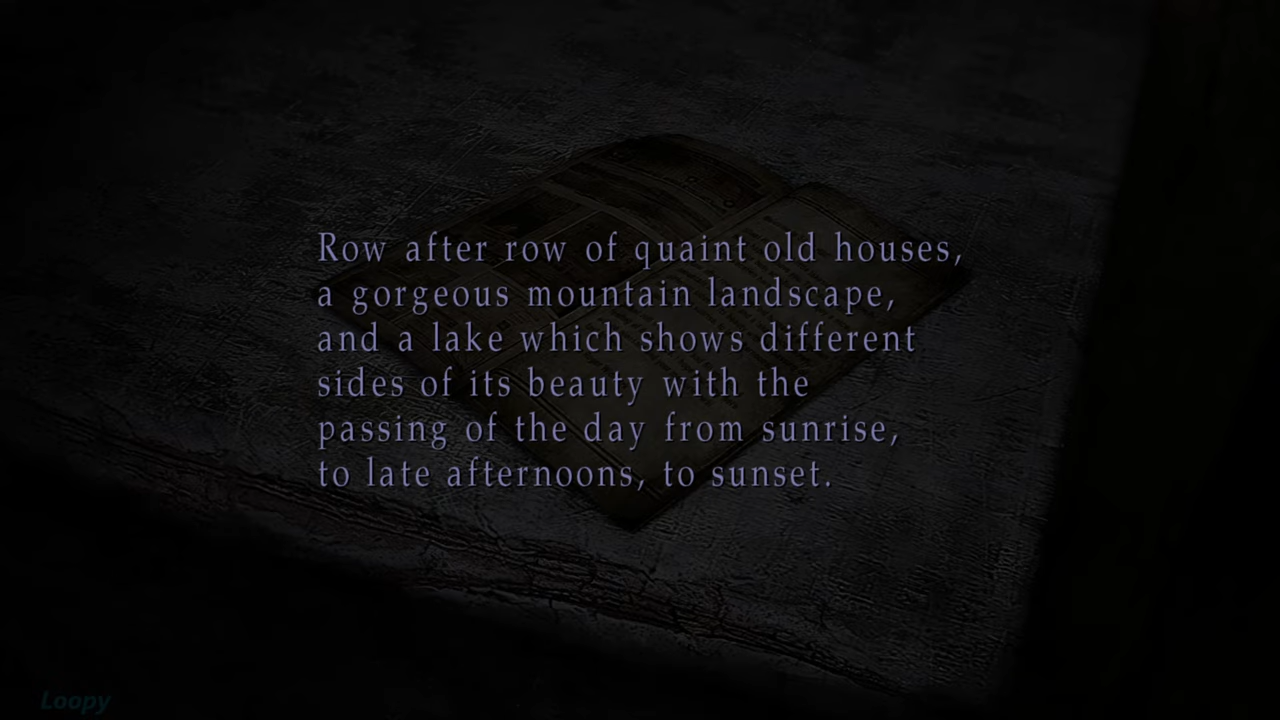 Row after row of quaint old houses,
a gorgeous mountain landscape,
and a lake which shows different
sides of its beauty with the
passing of the day from sunrise,
to late afternoons, to sunset.
Loopy